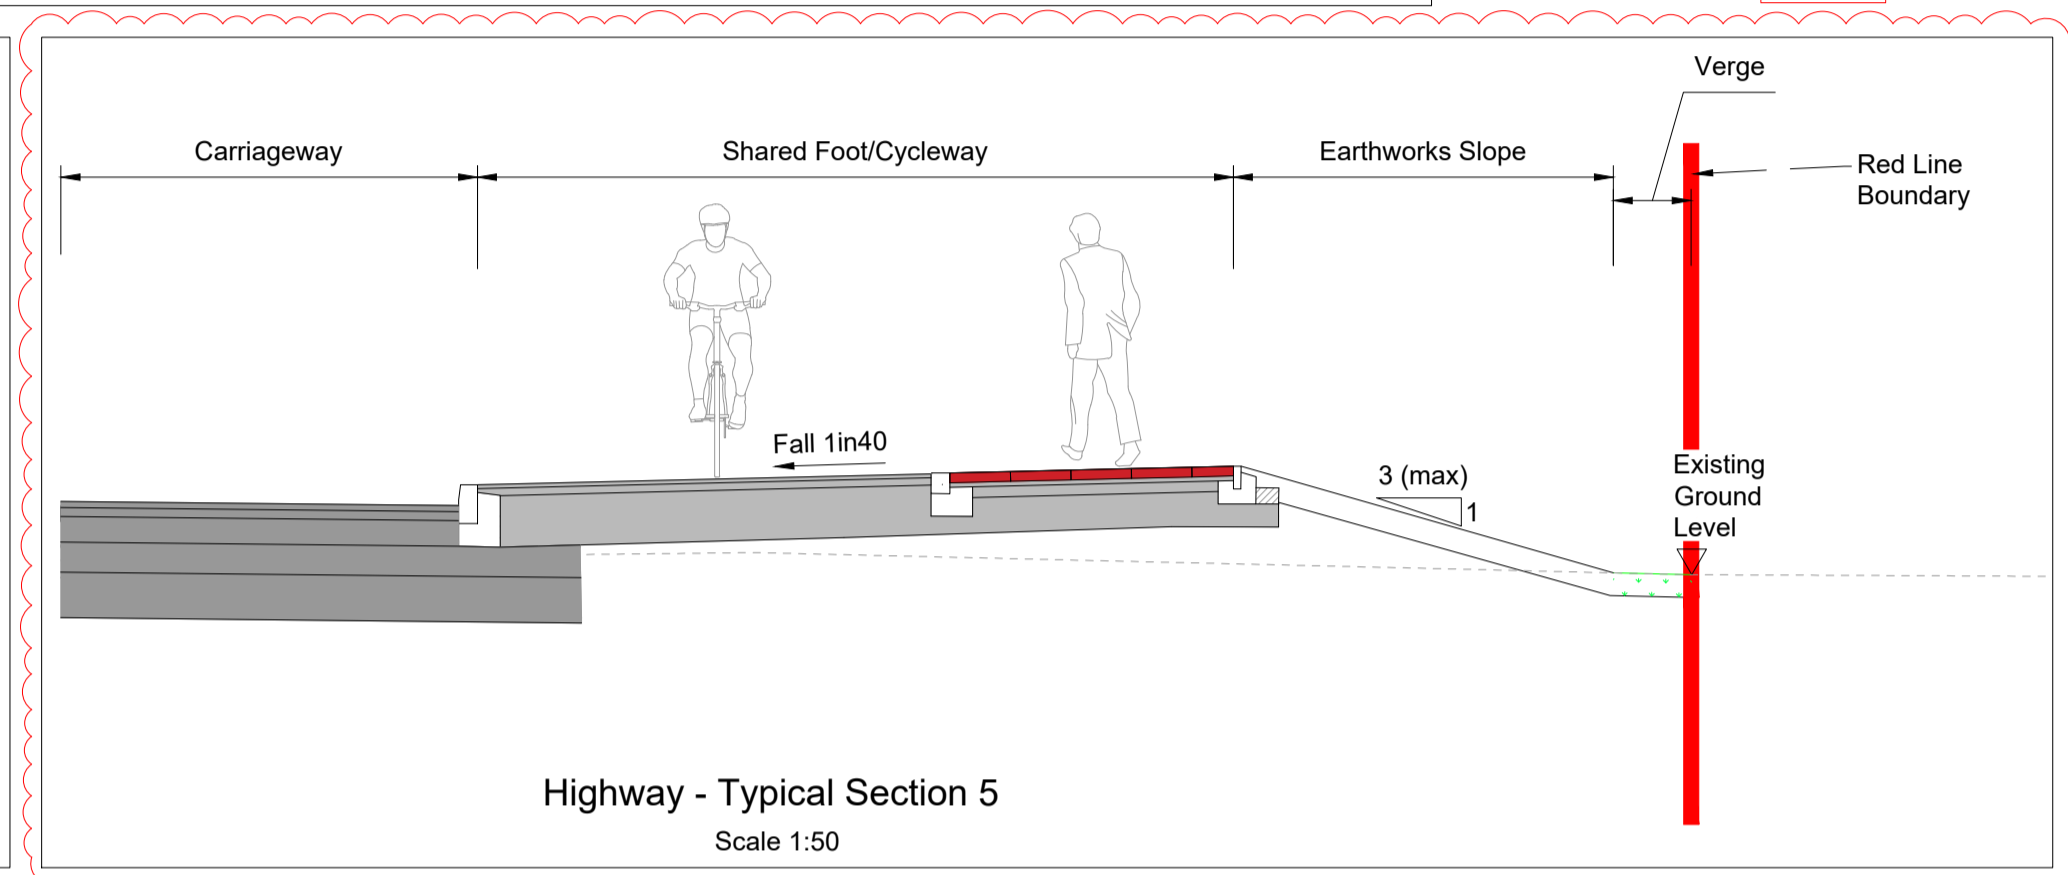 Verge
Carriageway
Shared Foot/Cycleway
Earthworks Slope
Red Line
Boundary
Fall 1in40
3 (max)
1
Existing
Ground
Level
Highway - Typical Section 5
Scale 1:50